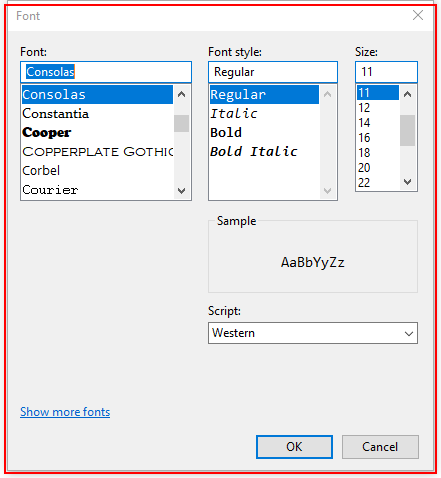 Font
Font:
Consolas
Consolas
Constantia
Cooper
Copperplate Gothic
Corbel
Courier
Font style:
Regular
Regular
Italic
Bold
Bold Italic
Size:
11
11
12
14
16
18
20
22
Sample
AaBbYyZz
Script:
Western
Show more fonts
OK
Cancel